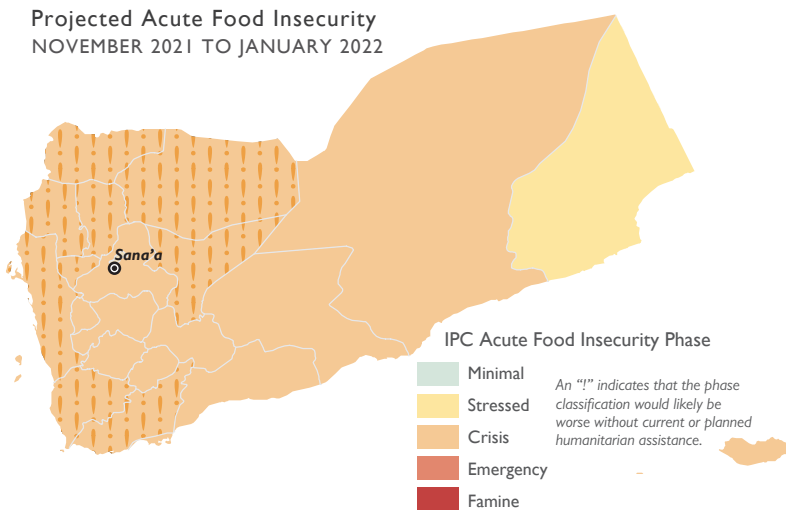 Projected Acute Food Insecurity
NOVEMBER 2021 TO JANUARY 2022
Sana’a
IPC Acute Food Insecurity Phase
Minimal
Stressed
Crisis
Emergency
Famine
An “!” indicates that the phase
classification would likely be
worse without current or planned
humanitarian assistance.